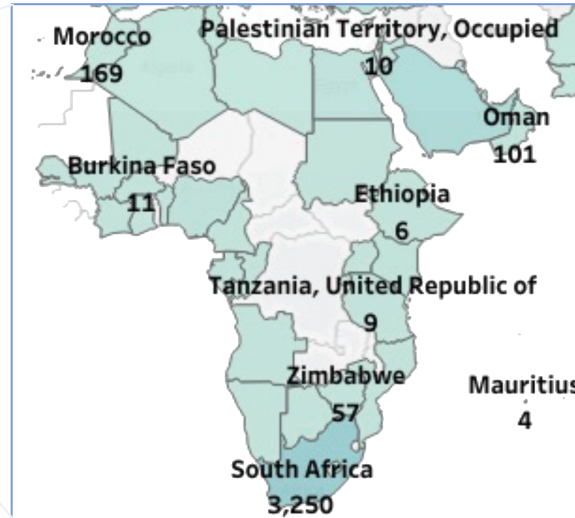 Morocco
169
Palestinian Territory, Occupied
10
Oman
101
Burkina Faso
11
Ethiopia
6
Tanzania, United Republic of
9
Zimbabwe
57
Mauritius
4
South Africa
3,250